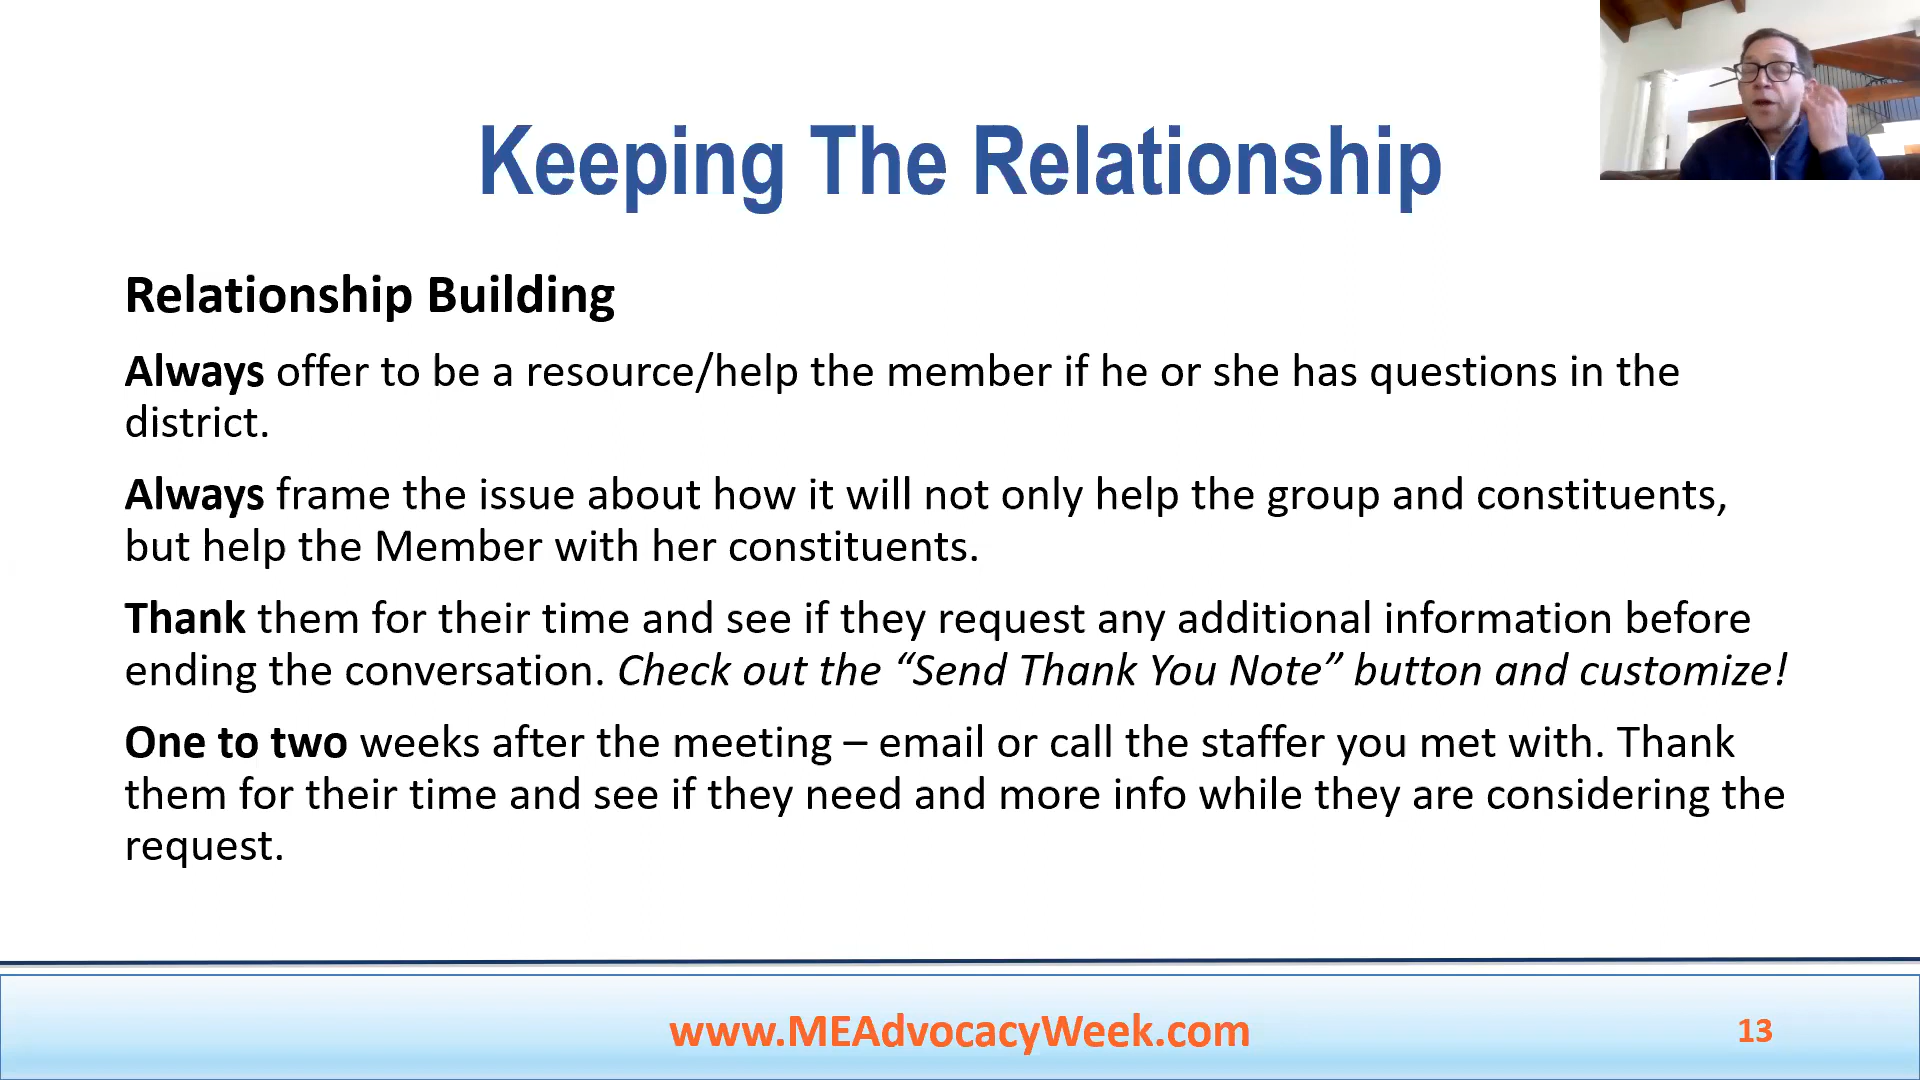 Keeping The Relationship
Relationship Building
Always offer to be a resource/help the member if he or she has questions in the
district.
Always frame the issue about how it will not only help the group and constituents,
but help the Member with her constituents.
Thank them for their time and see if they request any additional information before
ending the conversation. Check out the “Send Thank You Note” button and customize!
One to two weeks after the meeting – email or call the staffer you met with. Thank
them for their time and see if they need and more info while they are considering the
request.
www.MEAdvocacyWeek.com
13